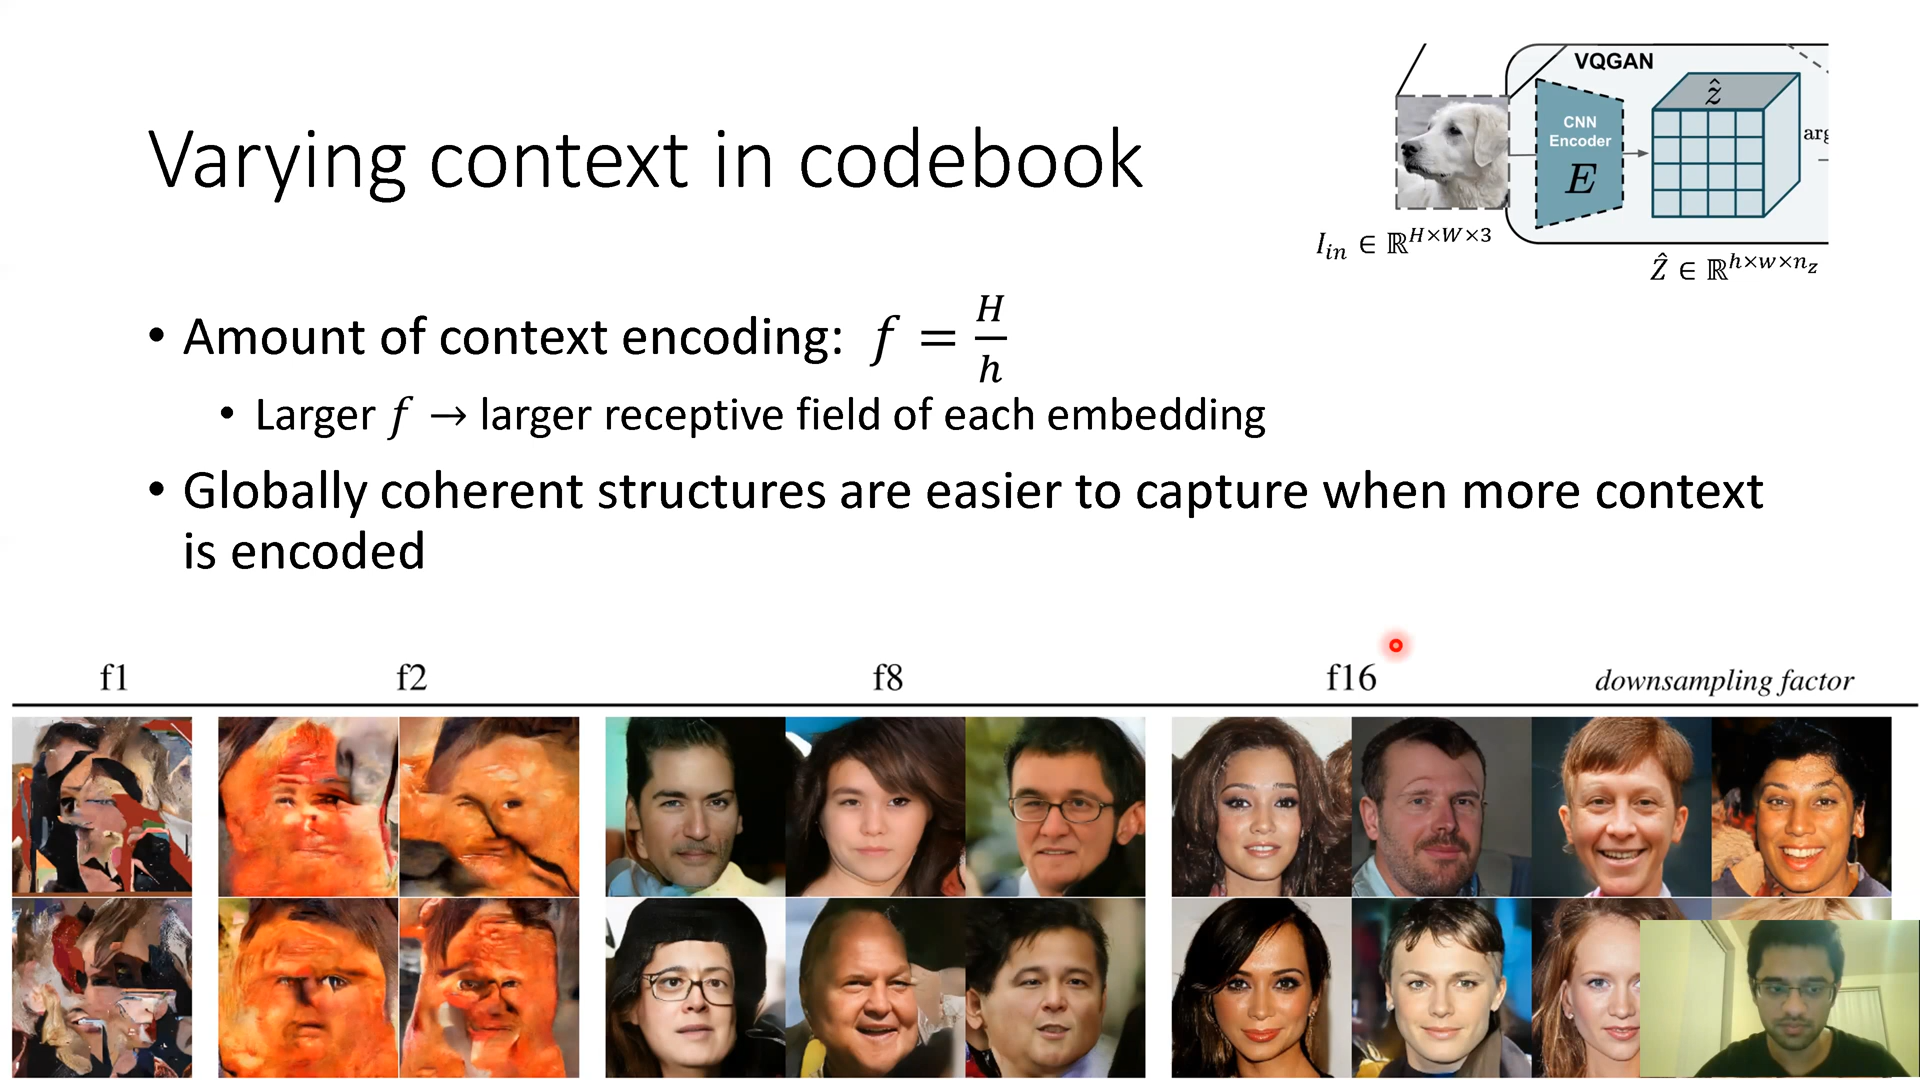 VQGAN
ẑ
CNN
Encoder
E
arg
I_{in} ∈ ℝ^{H×W×3}
Ẑ ∈ ℝ^{h×w×n_z}
Varying context in codebook
• Amount of context encoding: f = H/h
• Larger f → larger receptive field of each embedding
• Globally coherent structures are easier to capture when more context
is encoded
f1 f2 f8 f16 downsampling factor